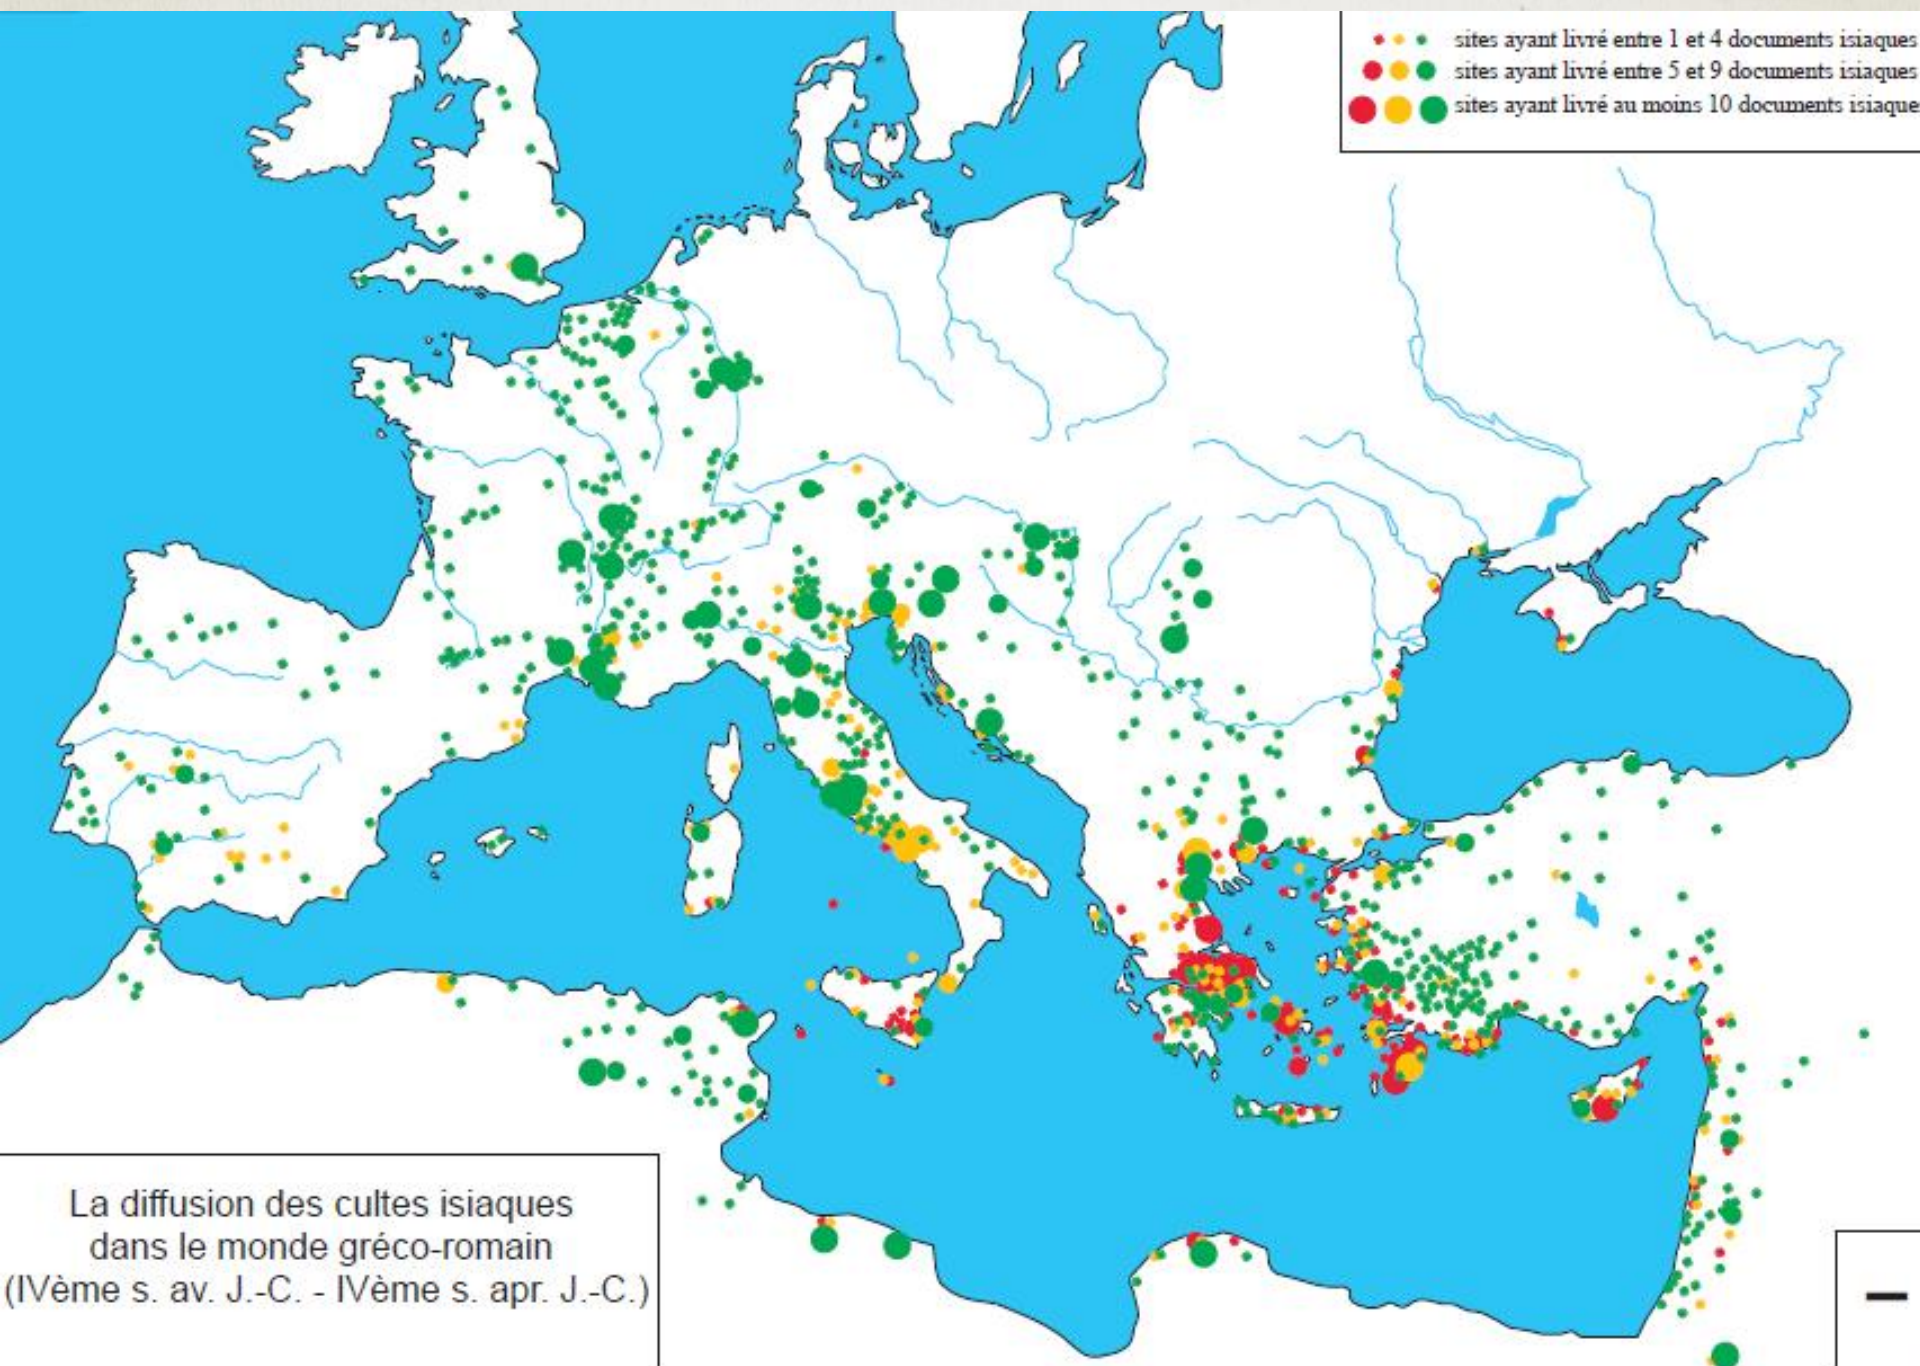 sites ayant livré entre 1 et 4 documents isiaques
sites ayant livré entre 5 et 9 documents isiaques
sites ayant livré au moins 10 documents isiaque
La diffusion des cultes isiaques
dans le monde gréco-romain
(IVème s. av. J.-C. - IVème s. apr. J.-C.)